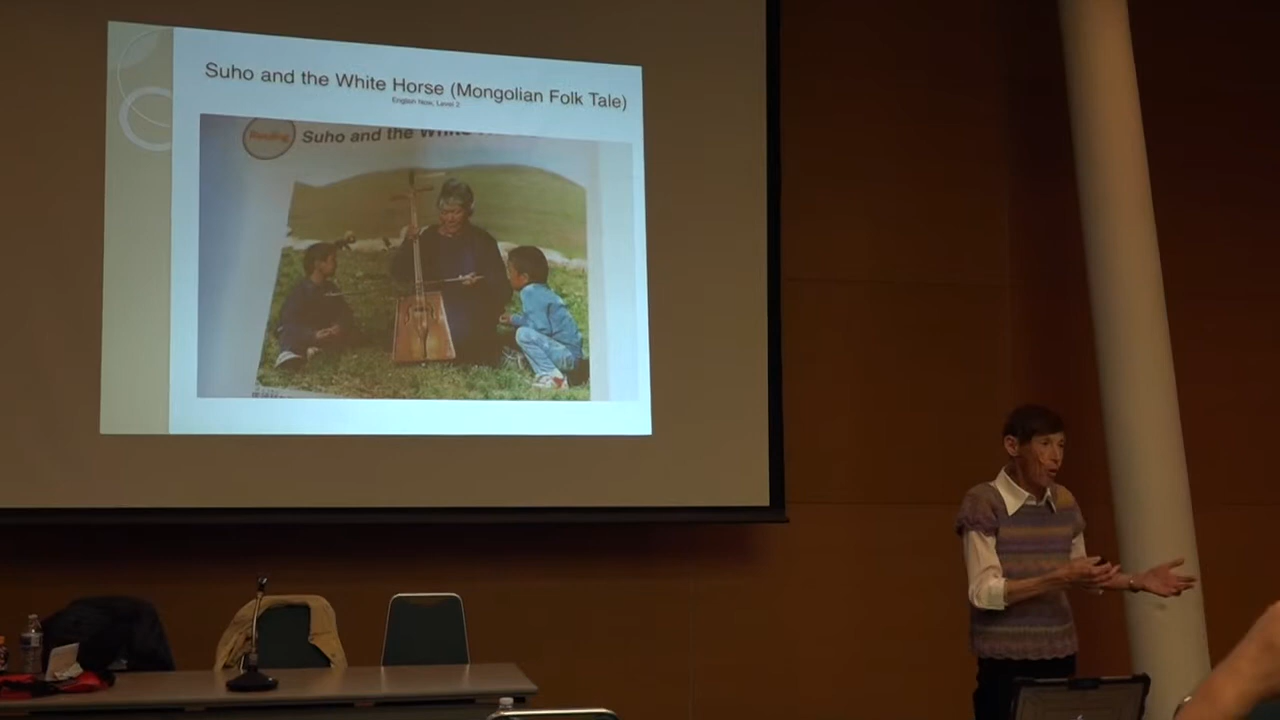 Suho and the White Horse (Mongolian Folk Tale)
English Now, Level 2
Reading
Suho and the White